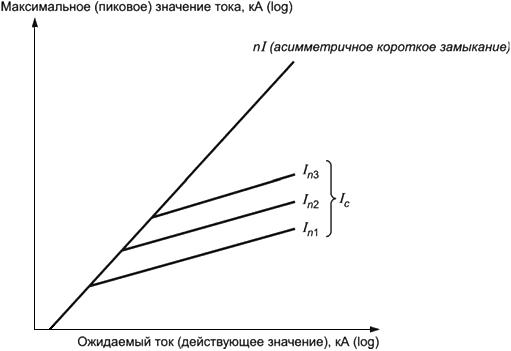 Максимальное (пиковое) значение тока, кА (log)
nI (асимметричное короткое замыкание)
In3
In2
Ic
In1
Ожидаемый ток (действующее значение), кА (log)